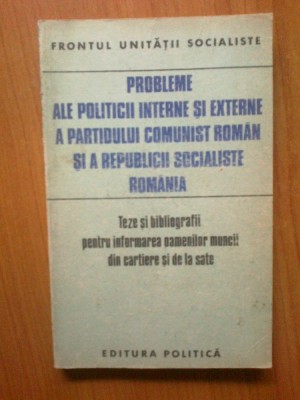 FRONTUL UNITĂȚII SOCIALISTE
PROBLEME
ALE POLITICII INTERNE ȘI EXTERNE
A PARTIDULUI COMUNIST ROMÂN
ȘI A REPUBLICII SOCIALISTE
ROMÂNIA
Teze și bibliografii
pentru informarea oamenilor muncii
din cartiere și de la sate
EDITURA POLITICĂ